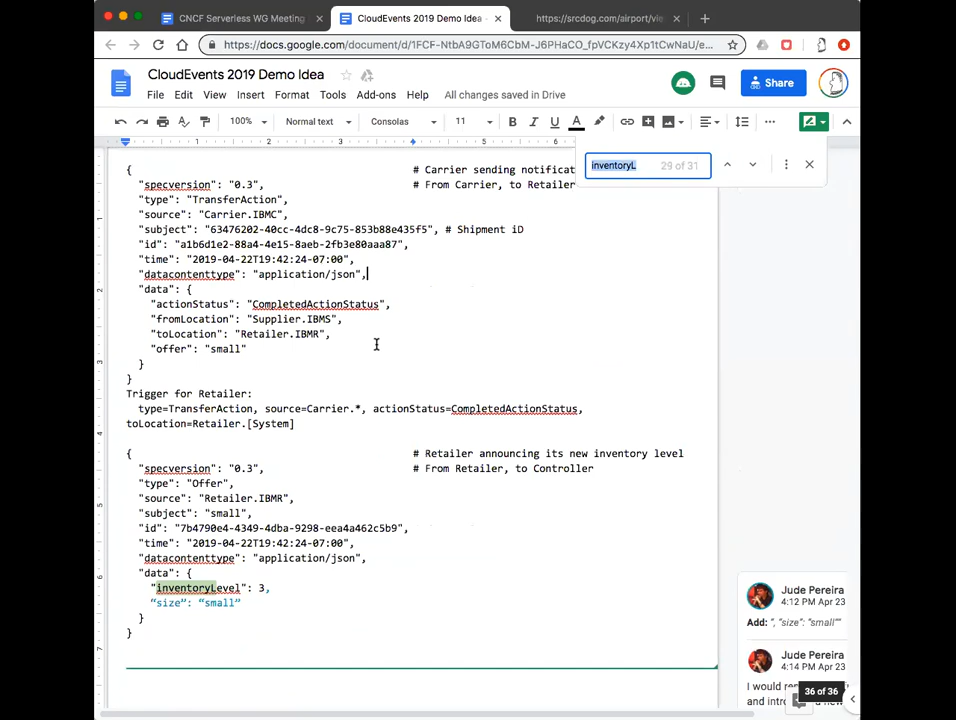 CNCF Serverless WG Meeting
CloudEvents 2019 Demo Idea -
https://srcdog.com/airport/vie
https://docs.google.com/document/d/1FCF-NtbA9GToM6CbM-J6PHaCO_fpVCKzy4Xp1tCwNaU/e...
CloudEvents 2019 Demo Idea
File Edit View Insert Format Tools Add-ons Help All changes saved in Drive
Share
100% Normal text Consolas 11 B I U A
inventoryL 29 of 31
{ # Carrier sending notificat
"specversion": "0.3", # From Carrier, to Retailer
"type": "TransferAction",
"source": "Carrier.IBMC",
"subject": "63476202-40cc-4dc8-9c75-853b88e435f5", # Shipment iD
"id": "a1b6d1e2-88a4-4e15-8aeb-2fb3e80aaa87",
"time": "2019-04-22T19:42:24-07:00",
"datacontenttype": "application/json",
"data": {
"actionStatus": "CompletedActionStatus",
"fromLocation": "Supplier.IBMS",
"toLocation": "Retailer.IBMR",
"offer": "small"
}
}
Trigger for Retailer:
type=TransferAction, source=Carrier.*, actionStatus=CompletedActionStatus,
toLocation=Retailer.[System]
{ # Retailer announcing its new inventory level
"specversion": "0.3", # From Retailer, to Controller
"type": "Offer",
"source": "Retailer.IBMR",
"subject": "small",
"id": "7b4790e4-4349-4dba-9298-eea4a462c5b9",
"time": "2019-04-22T19:42:24-07:00",
"datacontenttype": "application/json",
"data": {
"inventoryLevel": 3,
“size”: “small”
}
}
Jude Pereira
4:12 PM Apr 23
Add: ", "size": "small""
Jude Pereira
4:14 PM Apr 23
I would
and intro
36 of 36